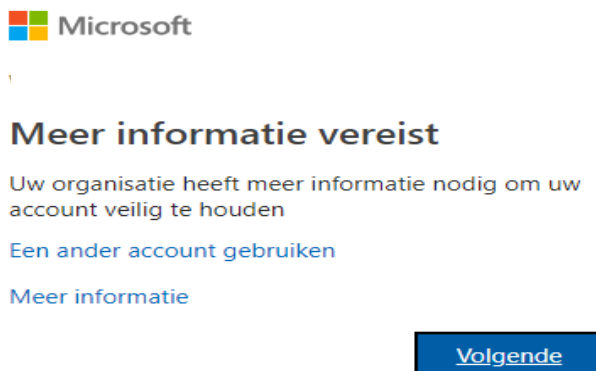 Microsoft
Meer informatie vereist
Uw organisatie heeft meer informatie nodig om uw
account veilig te houden
Een ander account gebruiken
Meer informatie
Volgende